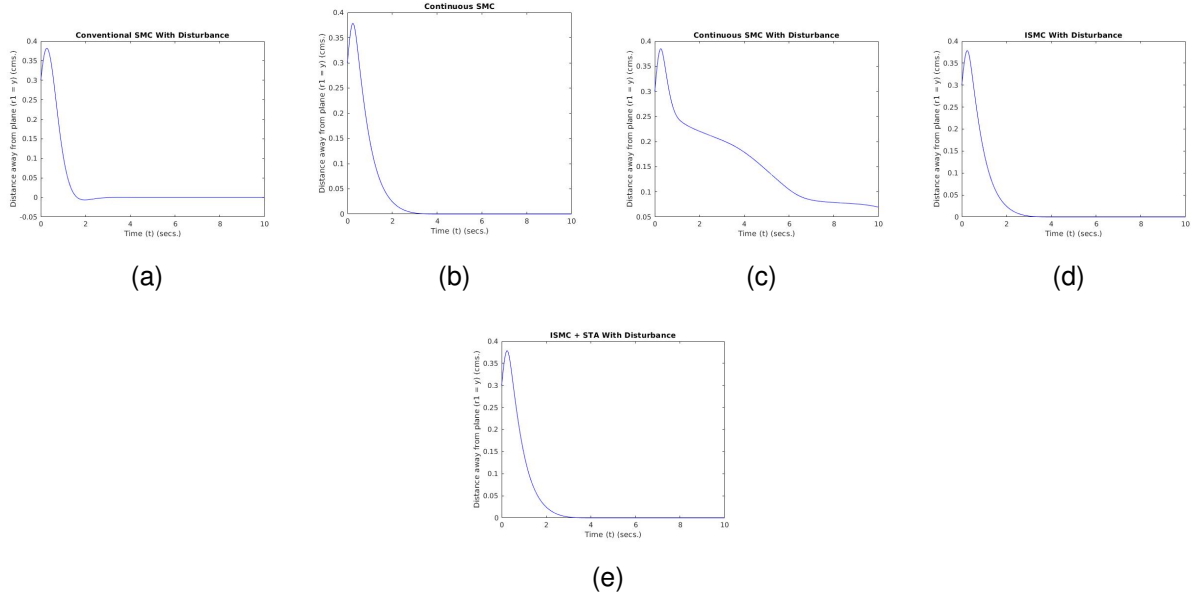 Conventional SMC With Disturbance
Distance away from plane (r1 = y) (cms.)
0.4
0.35
0.3
0.25
0.2
0.15
0.1
0.05
0
-0.05
0 2 4 6 8 10
Time (t) (secs.)
(a)
Continuous SMC
Distance away from plane (r1 = y) (cms.)
0.4
0.35
0.3
0.25
0.2
0.15
0.1
0.05
0
0 2 4 6 8 10
Time (t) (secs.)
(b)
Continuous SMC With Disturbance
Distance away from plane (r1 = y) (cms.)
0.4
0.35
0.3
0.25
0.2
0.15
0.1
0.05
0 2 4 6 8 10
Time (t) (secs.)
(c)
ISMC With Disturbance
Distance away from plane (r1 = y) (cms.)
0.4
0.35
0.3
0.25
0.2
0.15
0.1
0.05
0
0 2 4 6 8 10
Time (t) (secs.)
(d)
ISMC + STA With Disturbance
Distance away from plane (r1 = y) (cms.)
0.4
0.35
0.3
0.25
0.2
0.15
0.1
0.05
0
0 2 4 6 8 10
Time (t) (secs.)
(e)